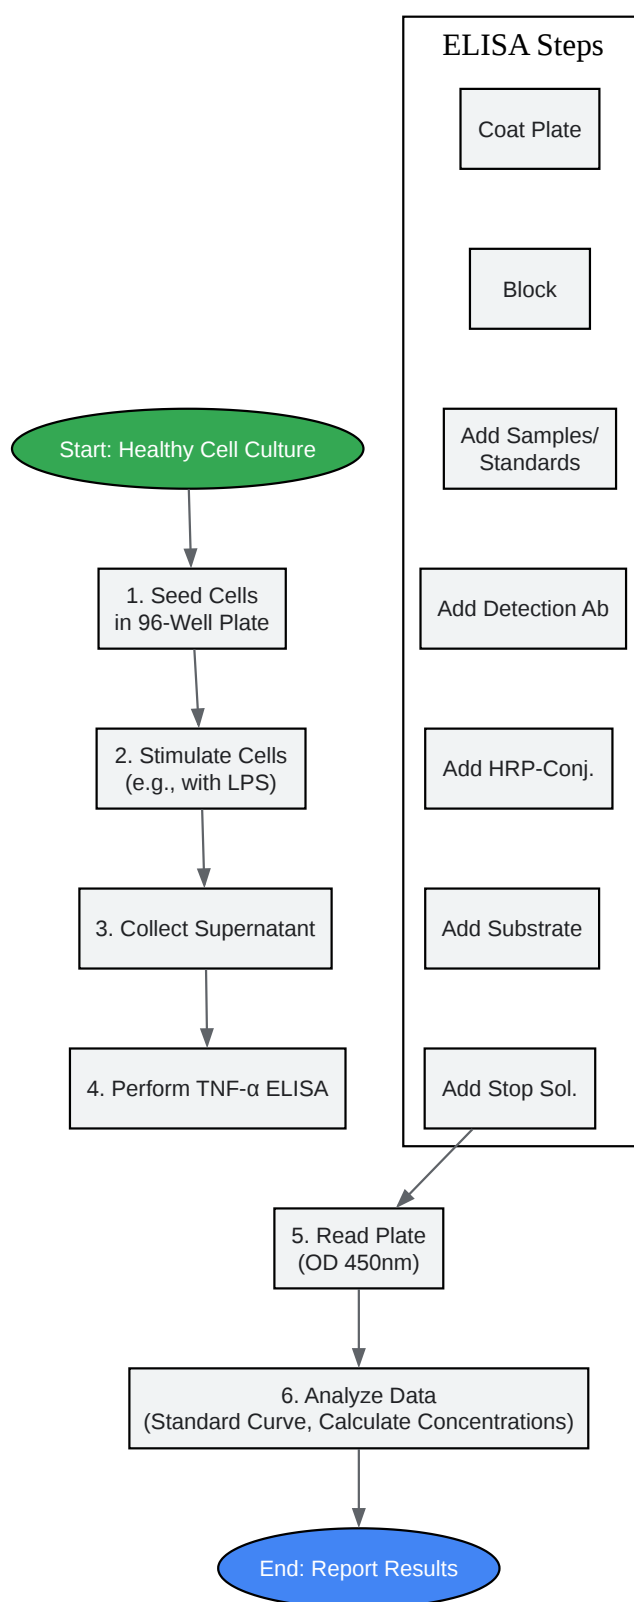 ELISA Steps
Coat Plate
Block
Add Samples/
Standards
Add Detection Ab
Add HRP-Conj.
Add Substrate
Add Stop Sol.
Start: Healthy Cell Culture
1. Seed Cells
in 96-Well Plate
2. Stimulate Cells
(e.g., with LPS)
3. Collect Supernatant
4. Perform TNF-α ELISA
5. Read Plate
(OD 450nm)
6. Analyze Data
(Standard Curve, Calculate Concentrations)
End: Report Results